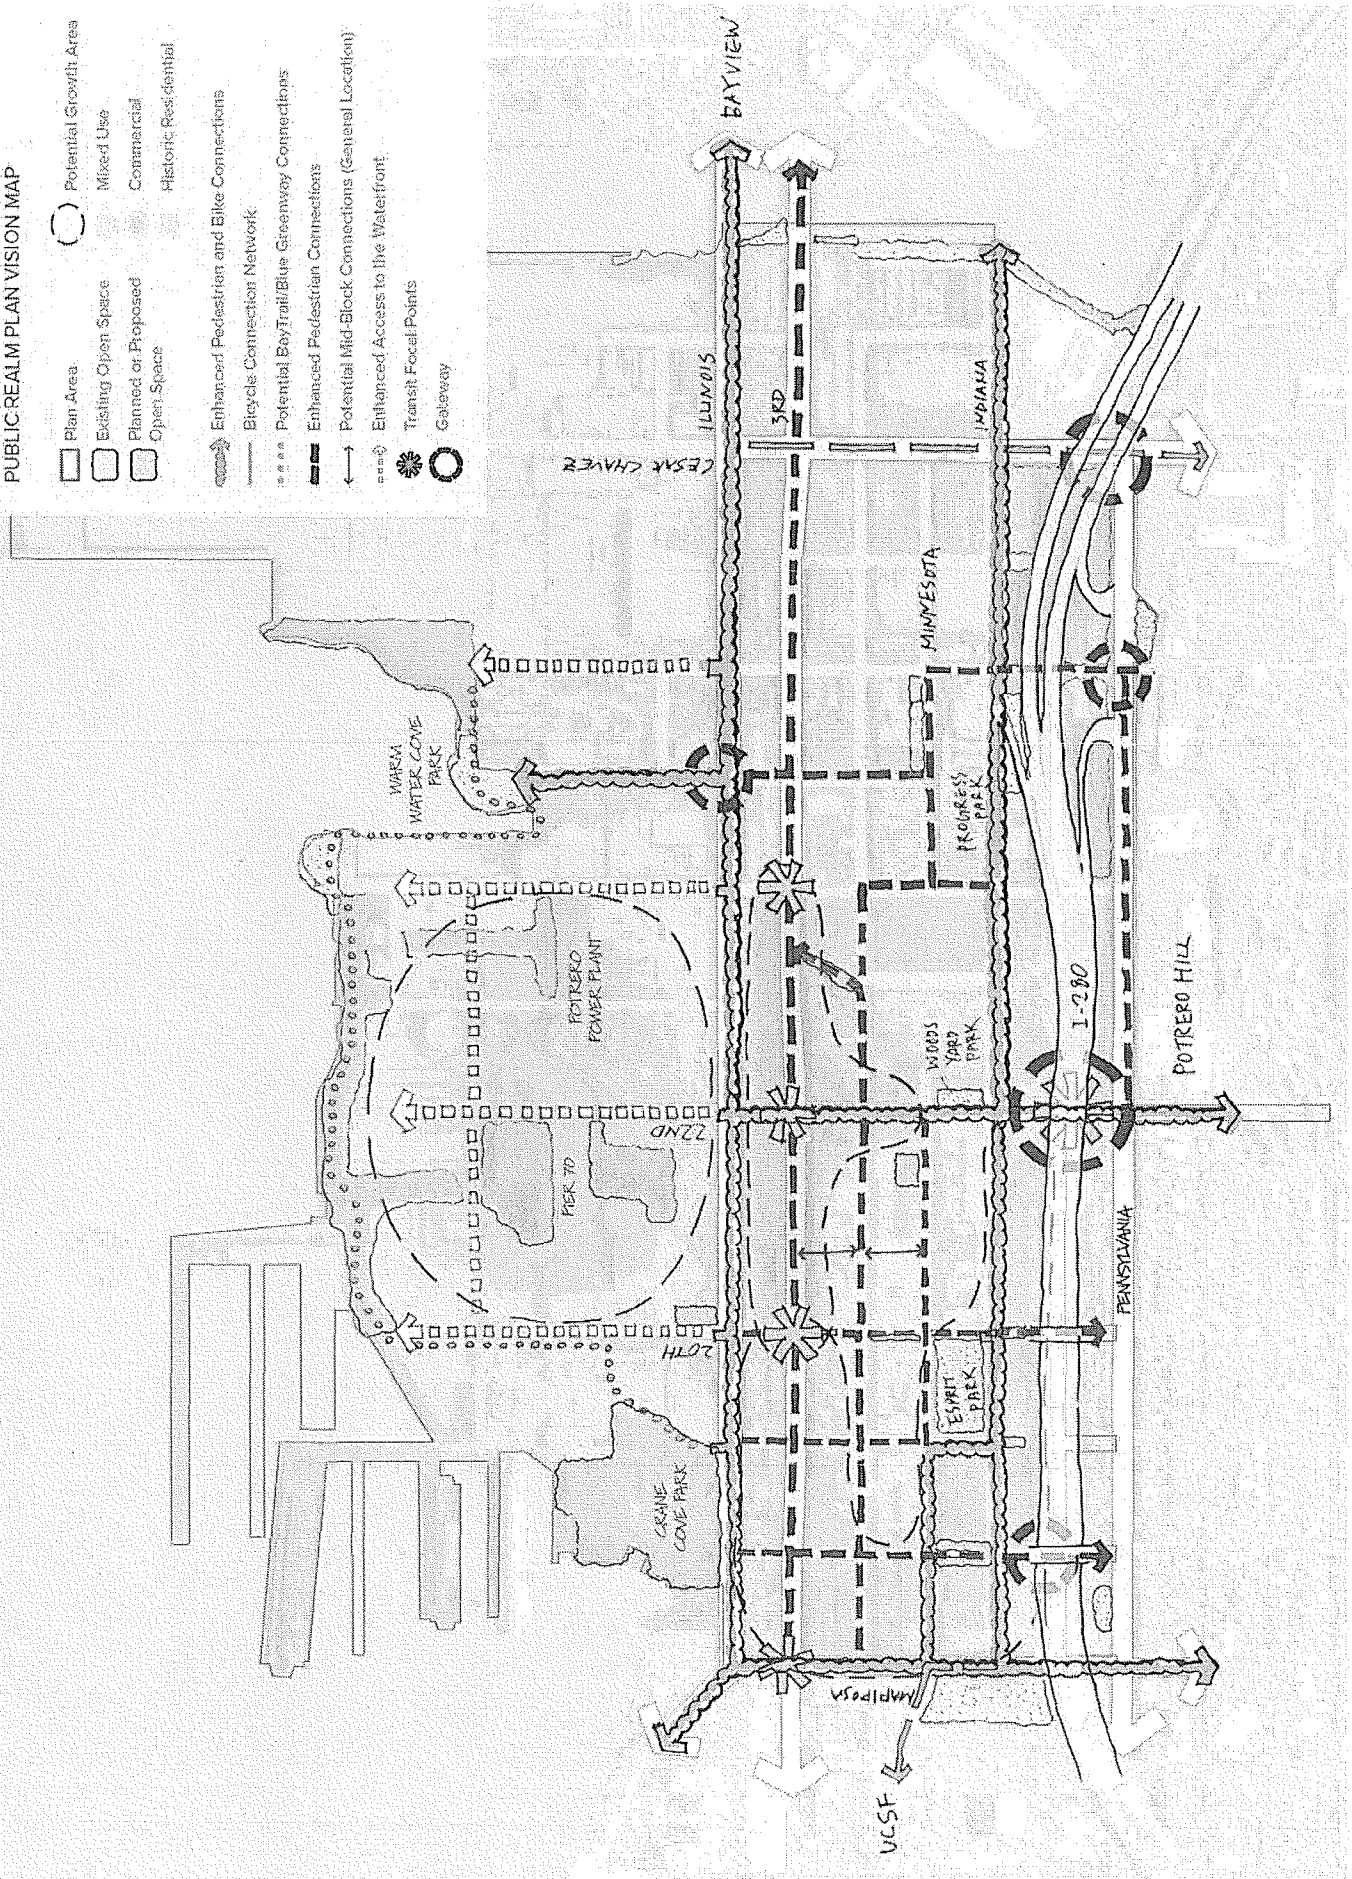 PUBLIC REALM PLAN VISION MAP
Plan Area
Existing Open Space
Planned or Proposed
Open Space
Potential Growth Area
Mixed Use
Commercial
Historic Residential
Enhanced Pedestrian and Bike Connections
Bicycle Connection Network
Potential BayTrail/Blue Greenway Connections
Enhanced Pedestrian Connections
Potential Mid-Block Connections (General Location)
Enhanced Access to the Waterfront
Transit Focal Points
Gateway
BAYVIEW
ILLINOIS
3RD
CESAR CHAVEZ
INDIANA
MINNESOTA
WARM
WATER COVE
PARK
PROGRESS
PARK
POTRERO
POWER PLANT
WOODS
YARD
PARK
I-280
POTRERO HILL
22ND
PIER 70
PENNSYLVANIA
20TH
ESPRIT
PARK
CRANE
COVE PARK
MARIPOSA
UCSF